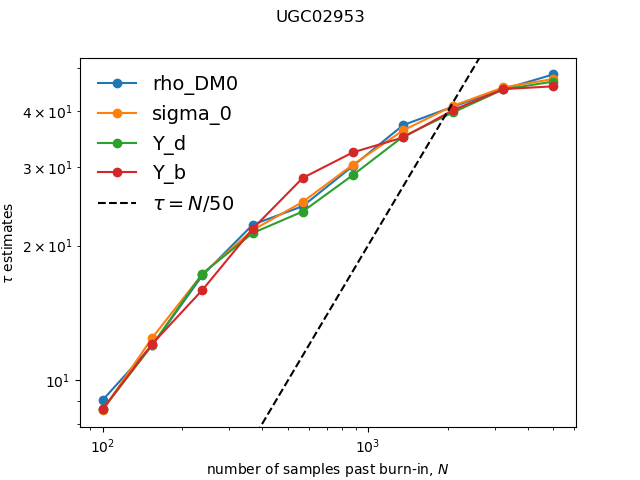 UGC02953
rho_DM0
sigma_0
Y_d
Y_b
τ = N/50
4 × 10¹
3 × 10¹
2 × 10¹
10¹
τ estimates
10² 10³
number of samples past burn-in, N